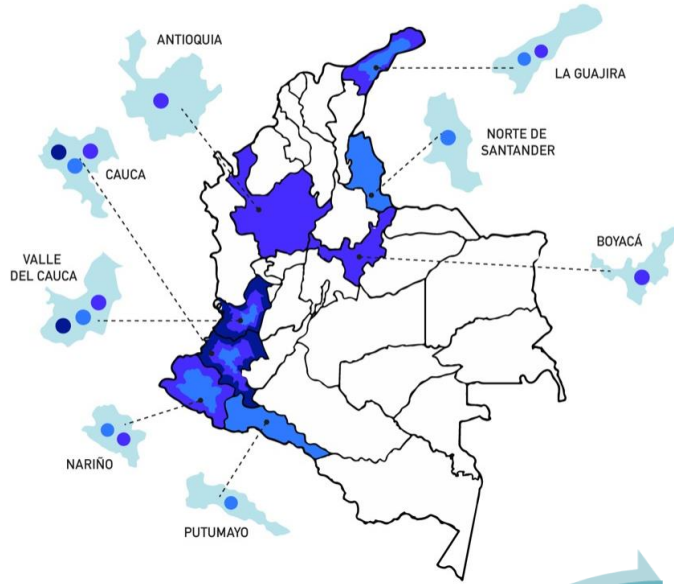 ANTIOQUIA
LA GUAJIRA
NORTE DE
SANTANDER
CAUCA
BOYACÁ
VALLE
DEL CAUCA
NARIÑO
PUTUMAYO